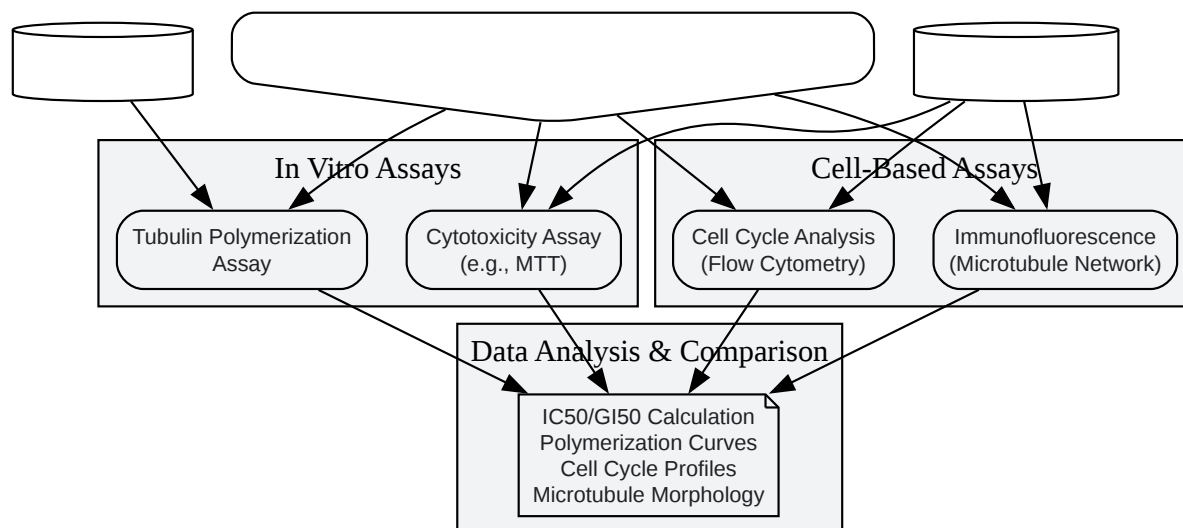 In Vitro Assays
Cell-Based Assays
Tubulin Polymerization
Assay
Cytotoxicity Assay
(e.g., MTT)
Cell Cycle Analysis
(Flow Cytometry)
Immunofluorescence
(Microtubule Network)
Data Analysis & Comparison
IC50/GI50 Calculation
Polymerization Curves
Cell Cycle Profiles
Microtubule Morphology